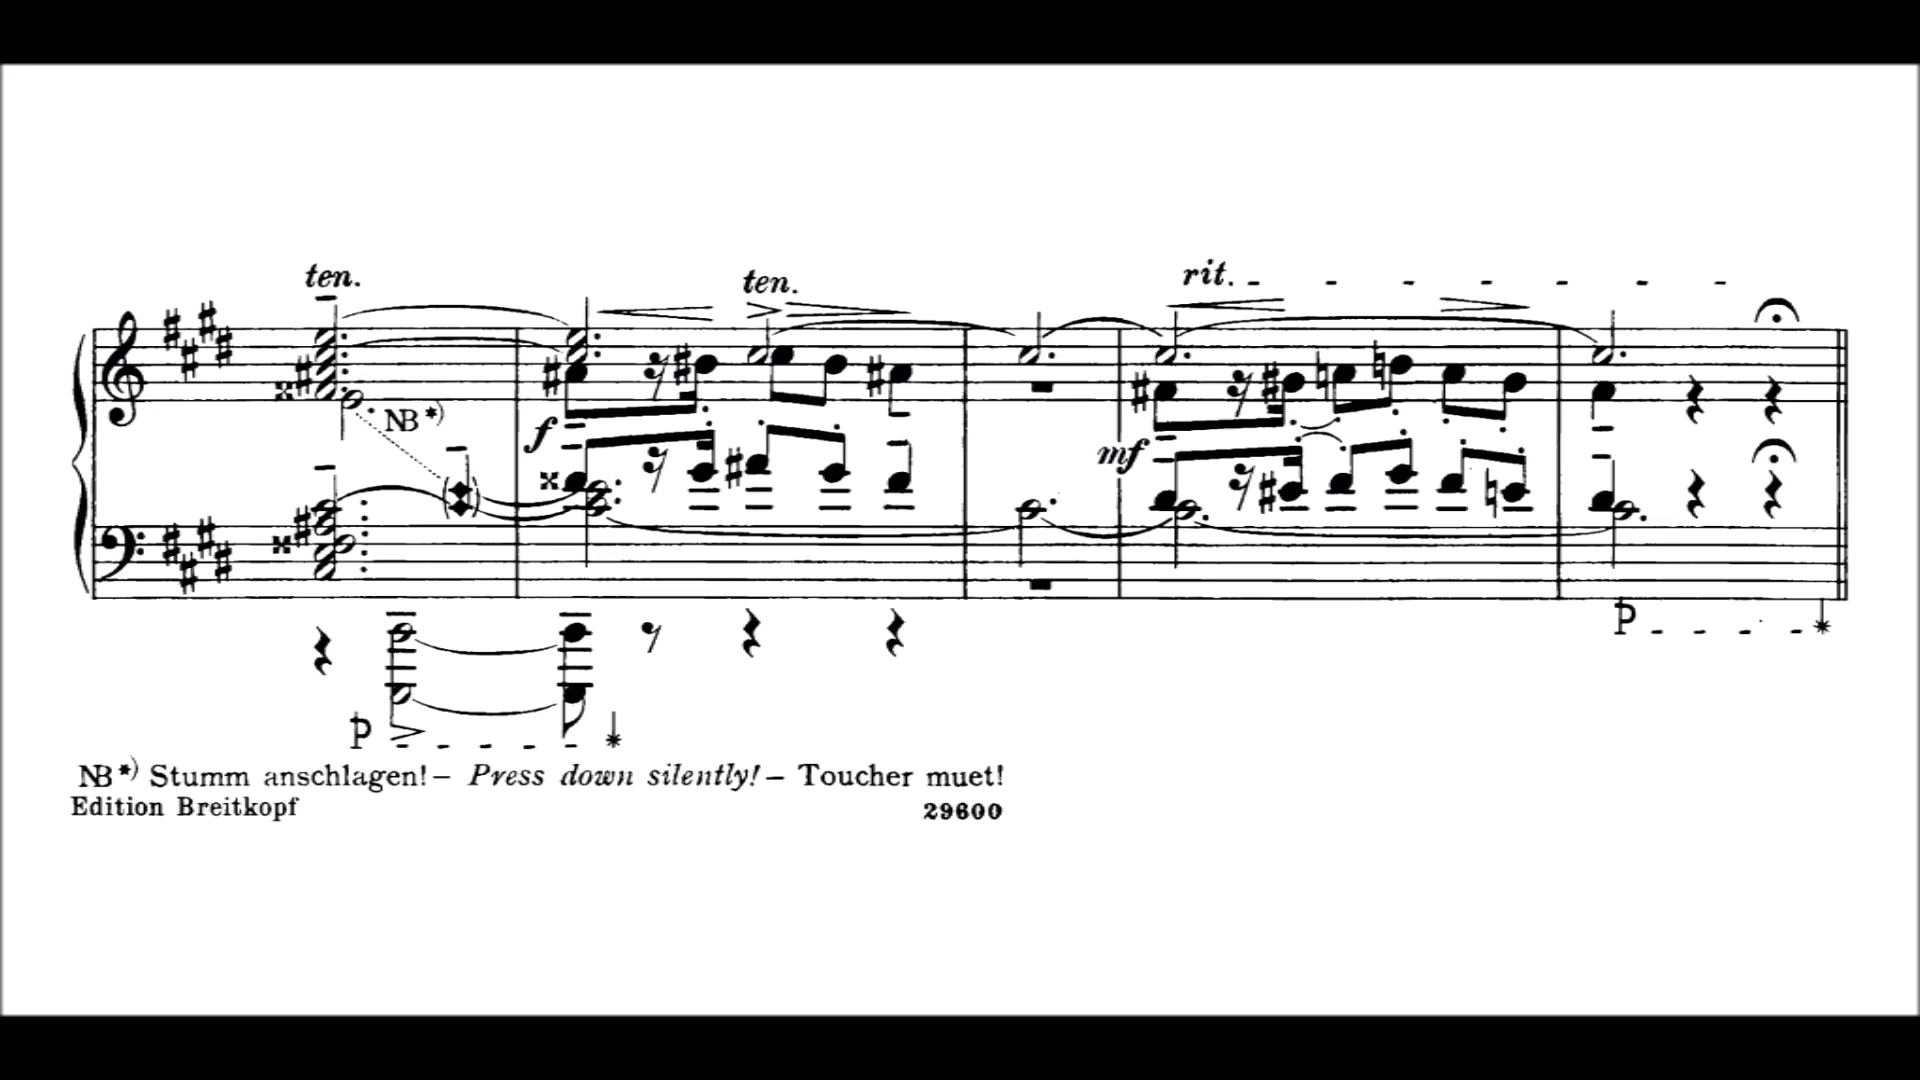 ten.
ten.
rit.
NB*)
f
mf
P
P
NB*) Stumm anschlagen! – Press down silently! – Toucher muet!
Edition Breitkopf
29600